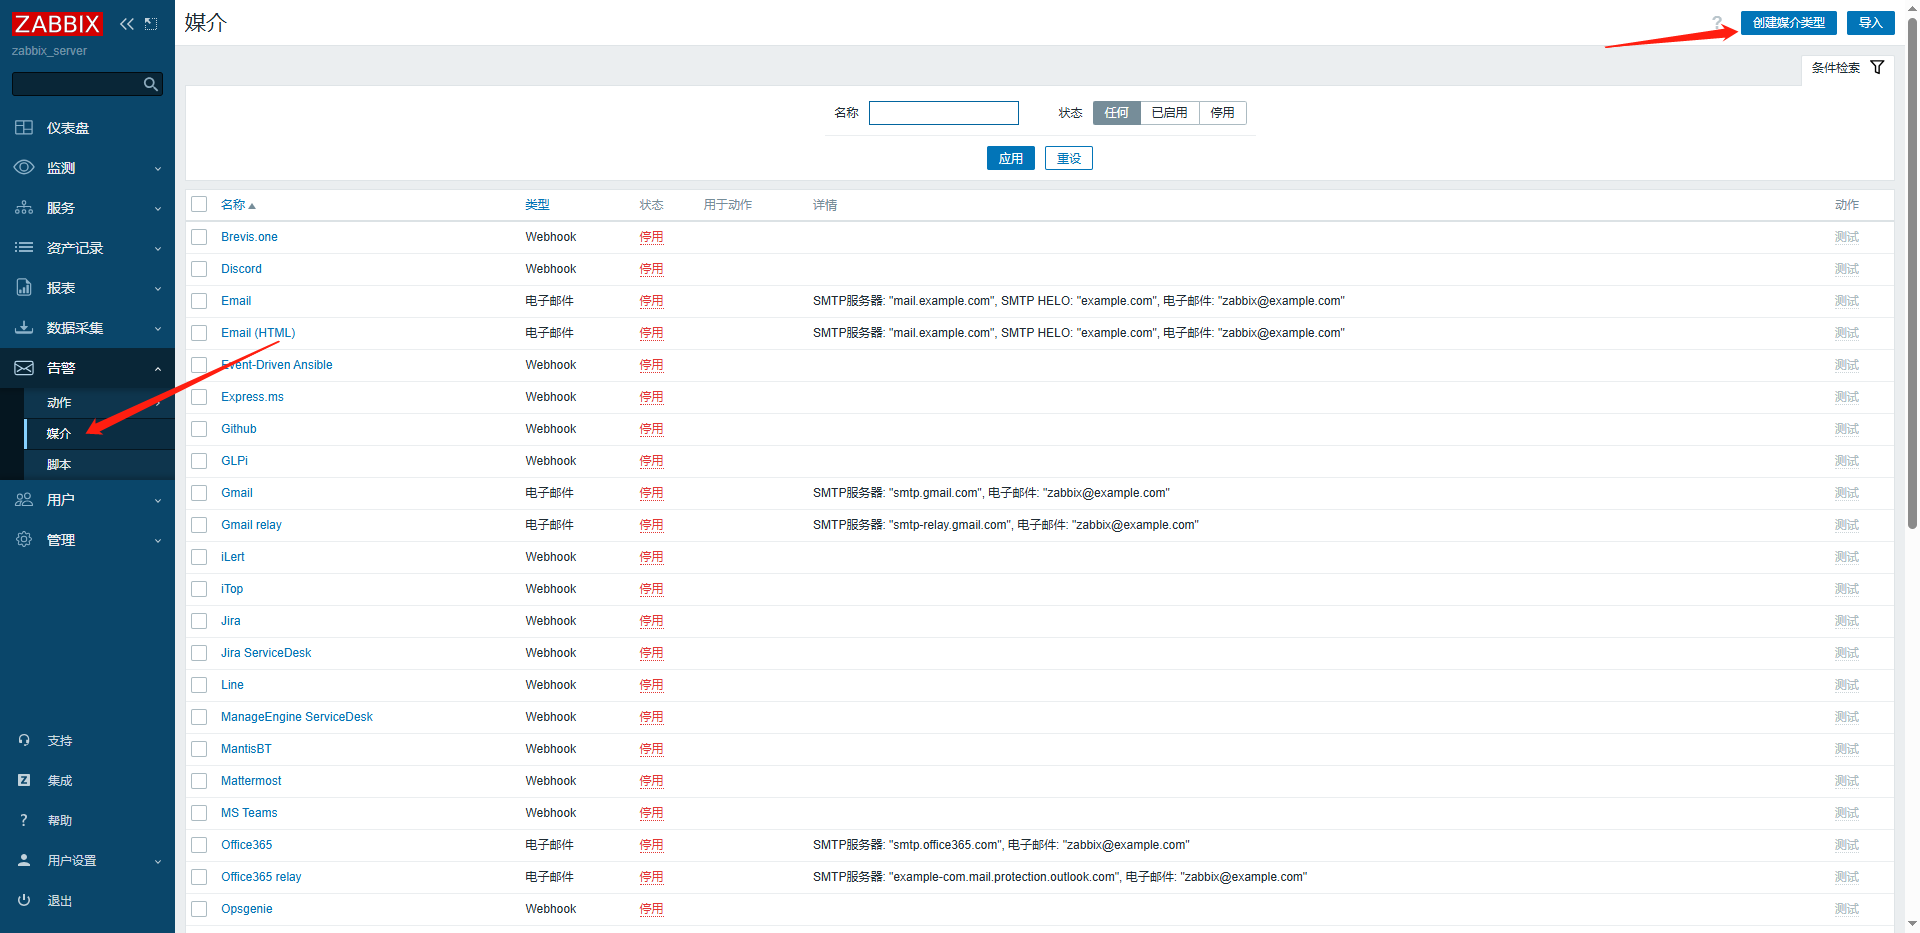 ZABBIX
zabbix_server
仪表盘
监测
服务
资产记录
报表
数据采集
告警
动作
媒介
脚本
用户
管理
支持
Z 集成
? 帮助
用户设置
退出
媒介
? 创建媒介类型 导入
条件检索
名称 状态 任何 已启用 停用
应用 重设
名称 类型 状态 用于动作 详情 动作
Brevis.one Webhook 停用 测试
Discord Webhook 停用 测试
Email 电子邮件 停用 SMTP服务器: "mail.example.com", SMTP HELO: "example.com", 电子邮件: "zabbix@example.com" 测试
Email (HTML) 电子邮件 停用 SMTP服务器: "mail.example.com", SMTP HELO: "example.com", 电子邮件: "zabbix@example.com" 测试
Event-Driven Ansible Webhook 停用 测试
Express.ms Webhook 停用 测试
Github Webhook 停用 测试
GLPi Webhook 停用 测试
Gmail 电子邮件 停用 SMTP服务器: "smtp.gmail.com", 电子邮件: "zabbix@example.com" 测试
Gmail relay 电子邮件 停用 SMTP服务器: "smtp-relay.gmail.com", 电子邮件: "zabbix@example.com" 测试
iLert Webhook 停用 测试
iTop Webhook 停用 测试
Jira Webhook 停用 测试
Jira ServiceDesk Webhook 停用 测试
Line Webhook 停用 测试
ManageEngine ServiceDesk Webhook 停用 测试
MantisBT Webhook 停用 测试
Mattermost Webhook 停用 测试
MS Teams Webhook 停用 测试
Office365 电子邮件 停用 SMTP服务器: "smtp.office365.com", 电子邮件: "zabbix@example.com" 测试
Office365 relay 电子邮件 停用 SMTP服务器: "example-com.mail.protection.outlook.com", 电子邮件: "zabbix@example.com" 测试
Opsgenie Webhook 停用 测试